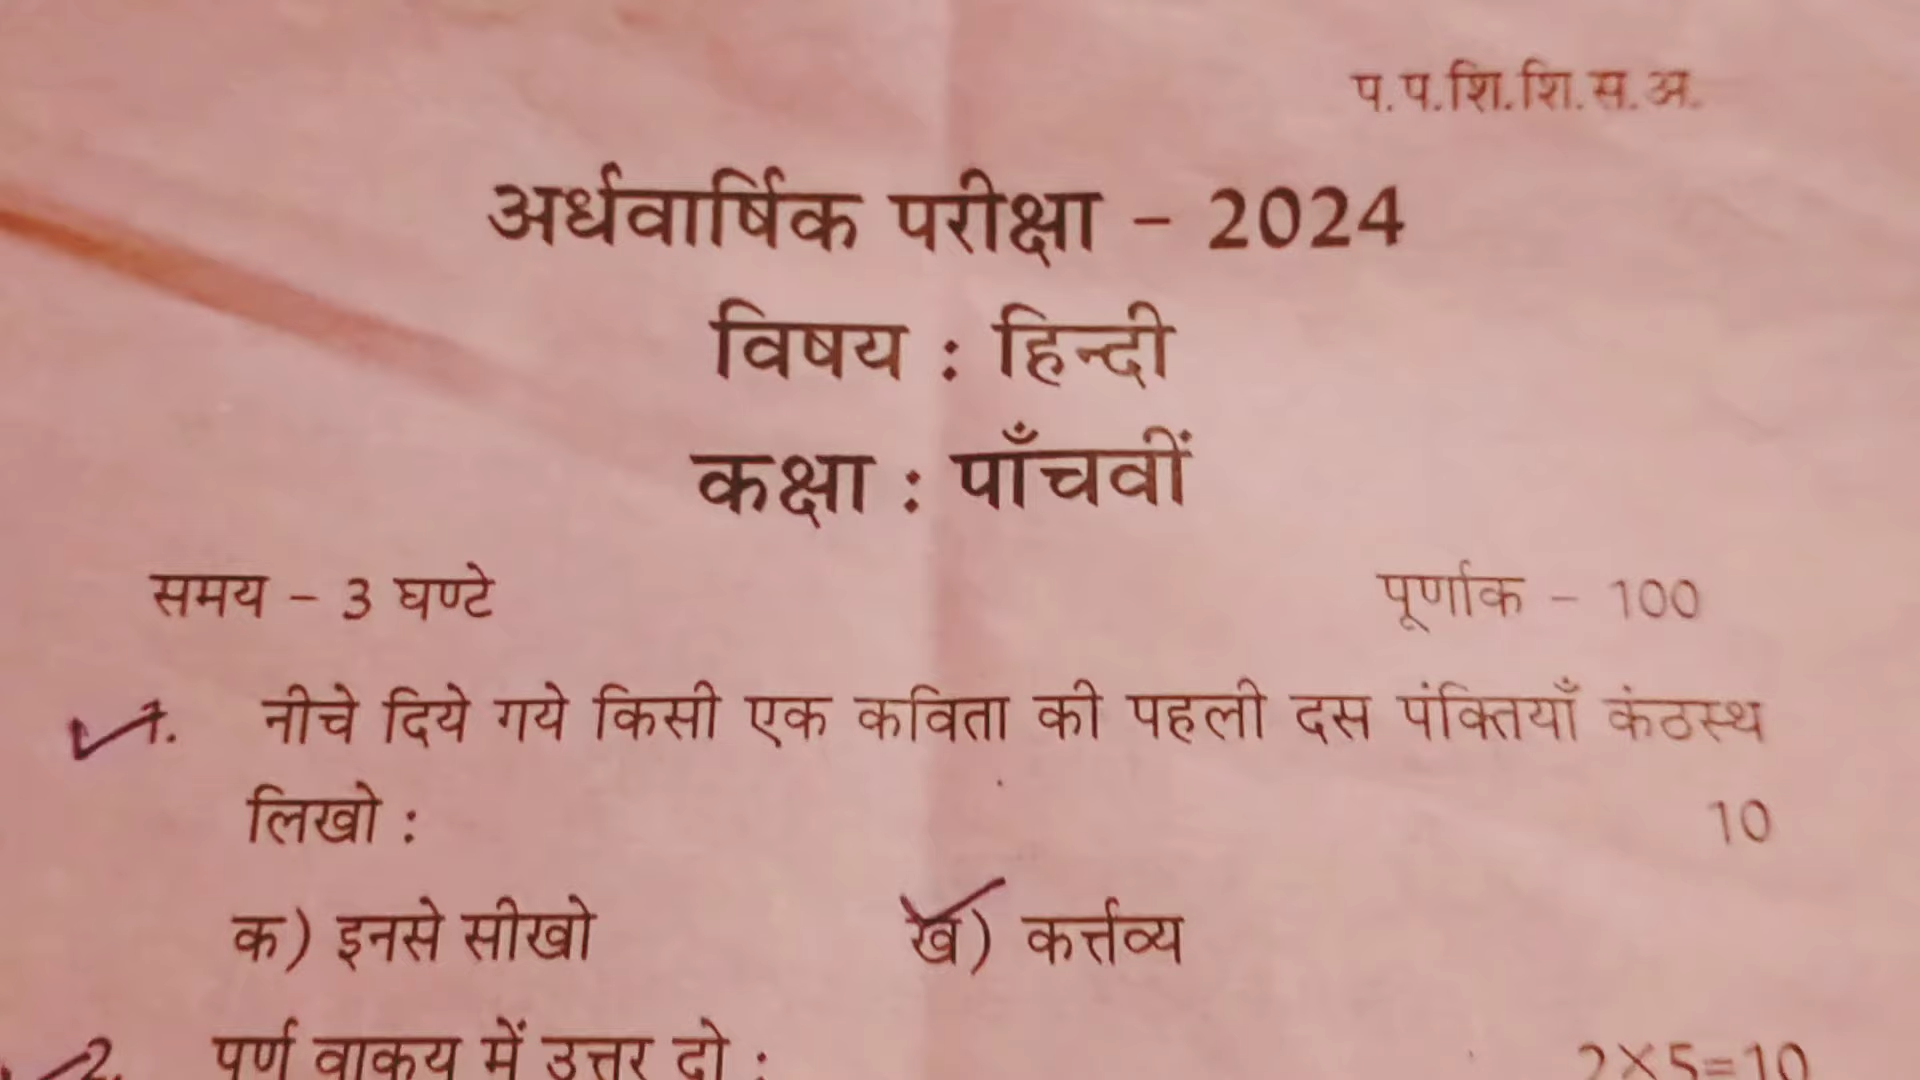 प. प. शि. शि. स. अ.
अर्धवार्षिक परीक्षा - 2024
विषय : हिन्दी
कक्षा : पाँचवीं
समय - 3 घण्टे पूर्णाक - 100
1. नीचे दिये गये किसी एक कविता की पहली दस पंक्तियाँ कंठस्थ
लिखो : 10
क) इनसे सीखो ख) कर्त्तव्य
2. पूर्ण वाक्य में उत्तर दो : 2×5=10